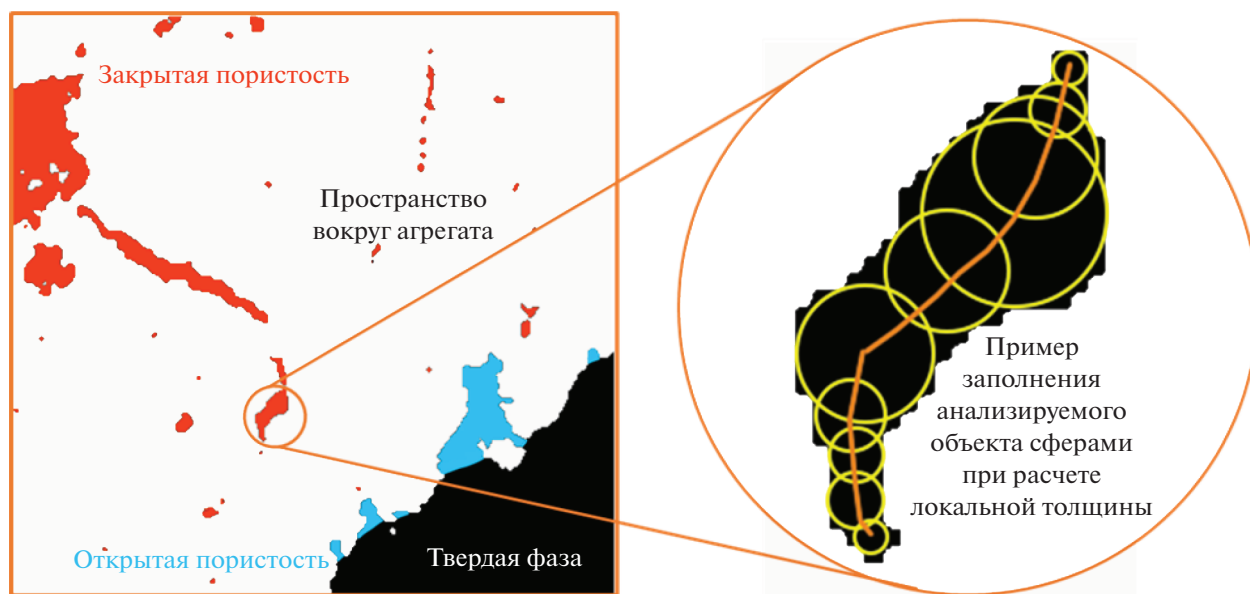 Закрытая пористость
Пространство
вокруг агрегата
Открытая пористость
Твердая фаза
Пример
заполнения
анализируемого
объекта сферами
при расчете
локальной толщины